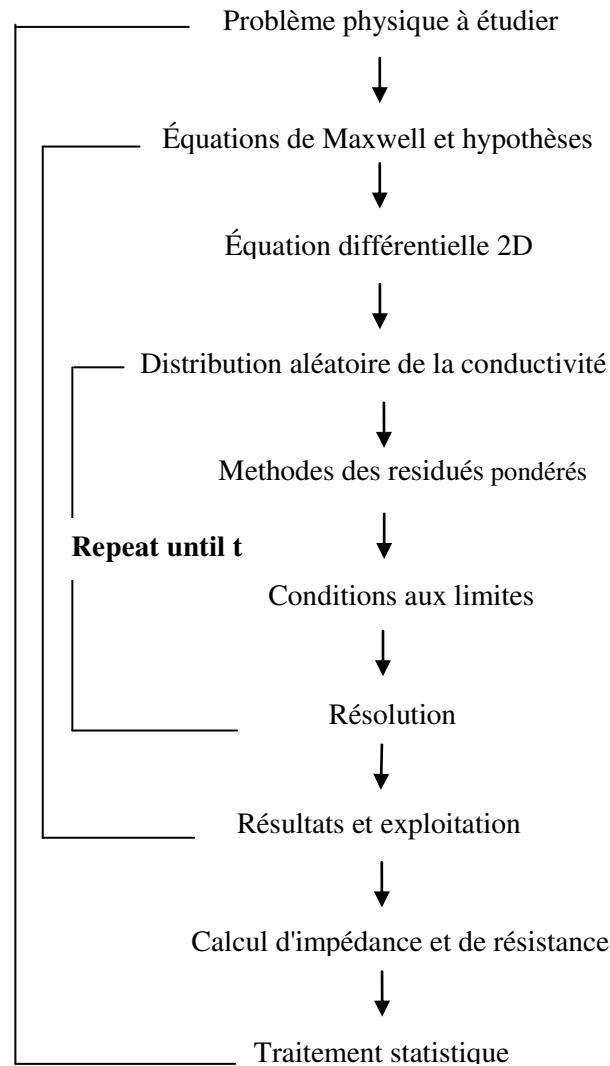 Problème physique à étudier
Équations de Maxwell et hypothèses
Équation différentielle 2D
Distribution aléatoire de la conductivité
Methodes des residués pondérés
Repeat until t
Conditions aux limites
Résolution
Résultats et exploitation
Calcul d'impédance et de résistance
Traitement statistique